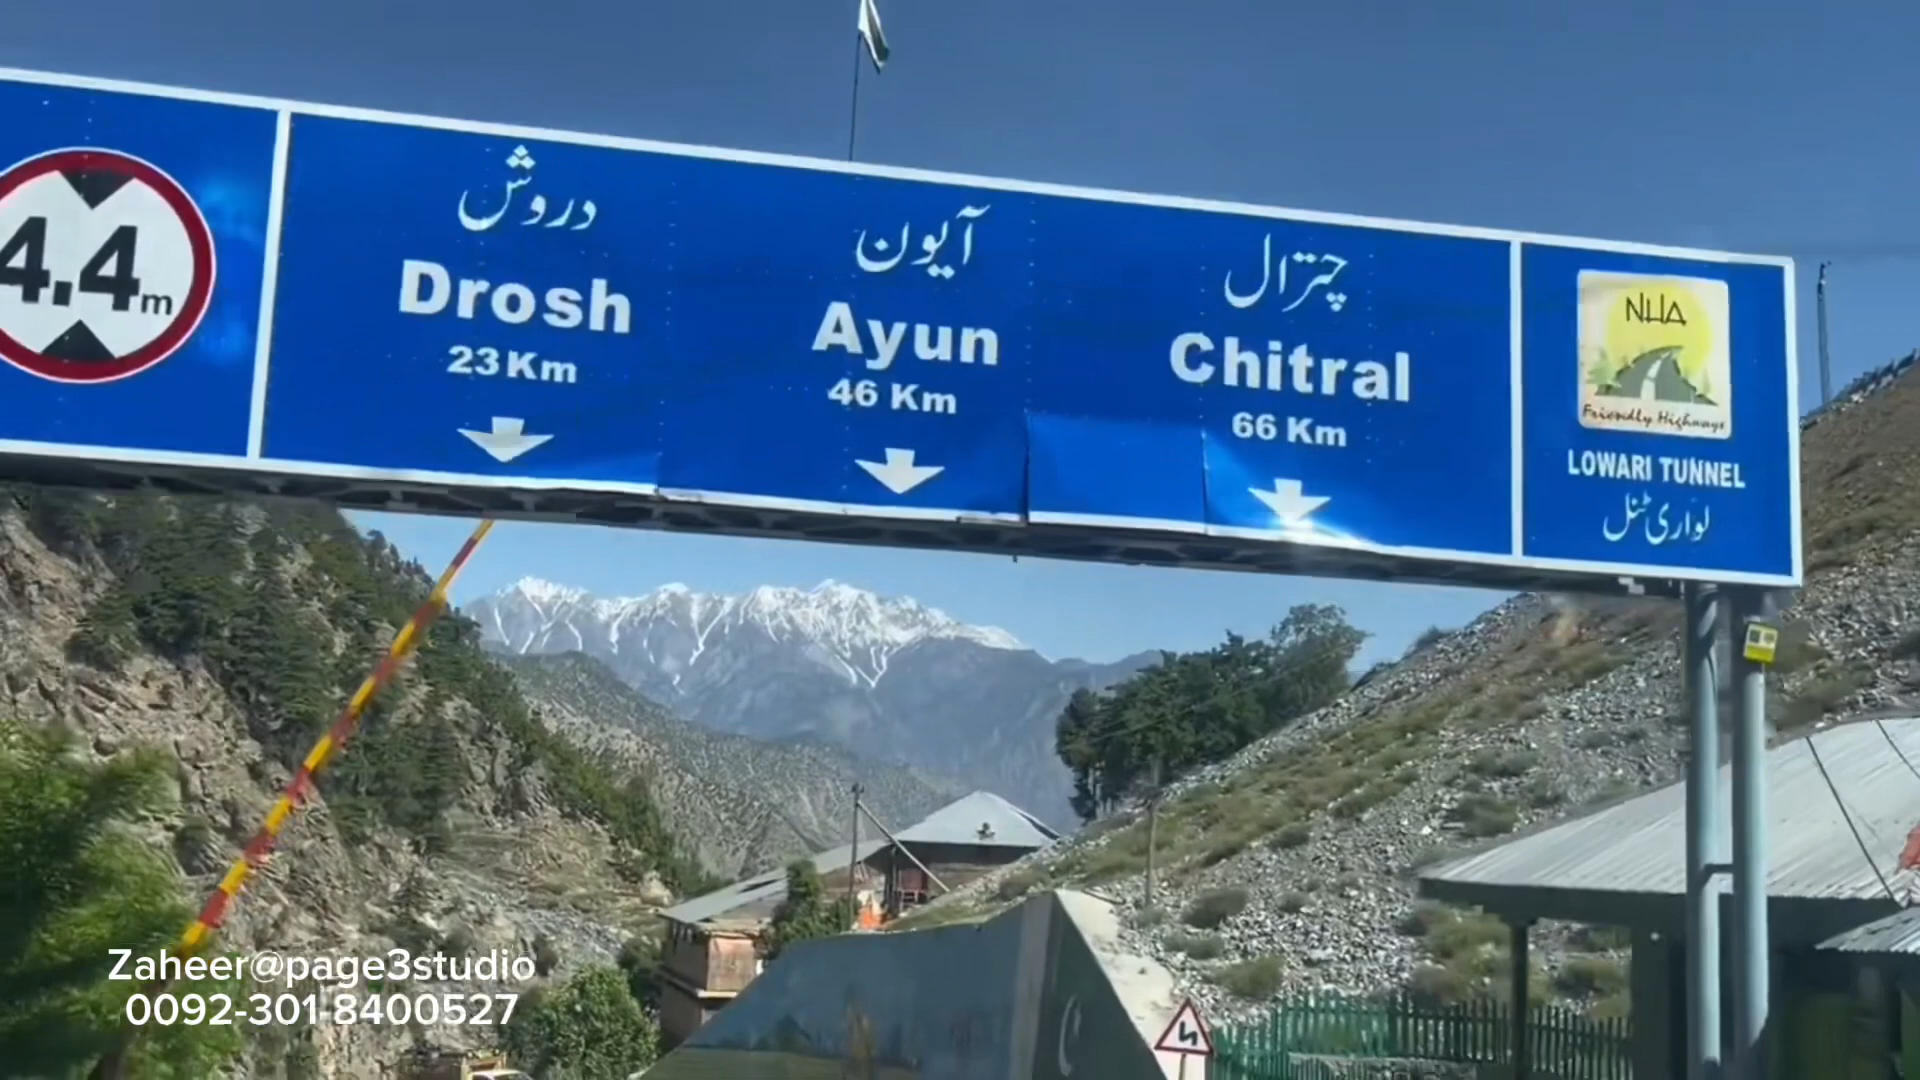 4.4m
دروش
Drosh
23 Km
آیون
Ayun
46 Km
چترال
Chitral
66 Km
NHA
Friendly Highways
LOWARI TUNNEL
لواری ٹنل
Zaheer@page3studio
0092-301-8400527